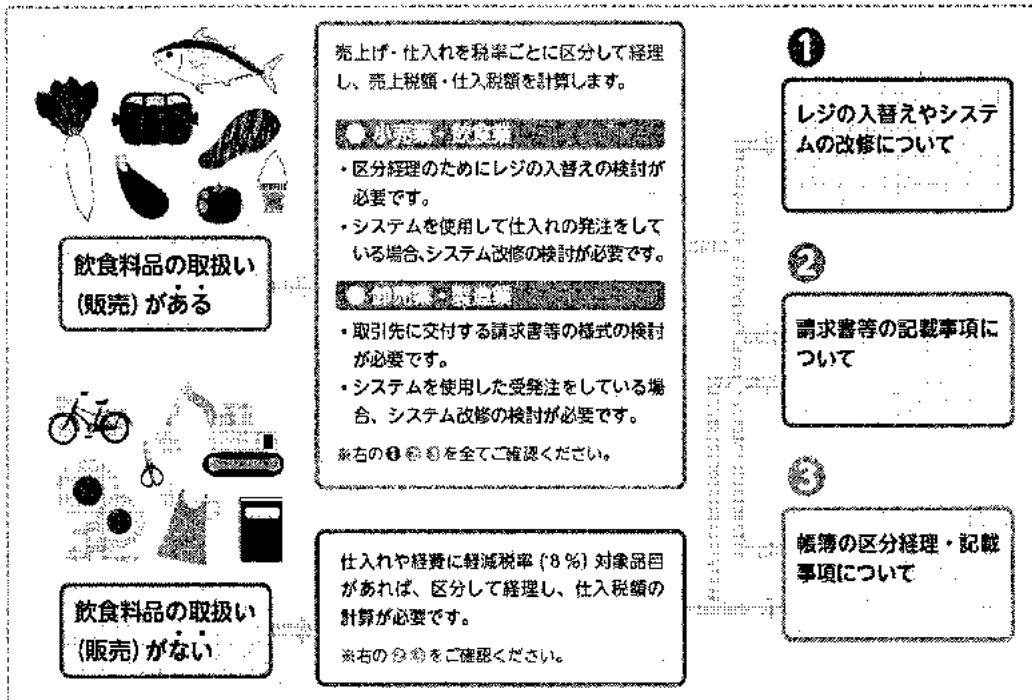 飲食料品の取扱い
(販売)がある
飲食料品の取扱い
(販売)がない
売上げ・仕入れを税率ごとに区分して経理
し、売上税額・仕入税額を計算します。
●小売業・飲食業
・区分経理のためにレジの入替えの検討が
必要です。
・システムを使用して仕入れの発注をして
いる場合、システム改修の検討が必要です。
●卸売業・製造業
・取引先に交付する請求書等の様式の検討
が必要です。
・システムを使用した受発注をしている場
合、システム改修の検討が必要です。
※右の❶❷❸を全てご確認ください。
仕入れや経費に軽減税率(8%)対象品目
があれば、区分して経理し、仕入税額の
計算が必要です。
※右の❷❸をご確認ください。
❶
レジの入替えやシステ
ムの改修について
❷
請求書等の記載事項に
ついて
❸
帳簿の区分経理・記載
事項について